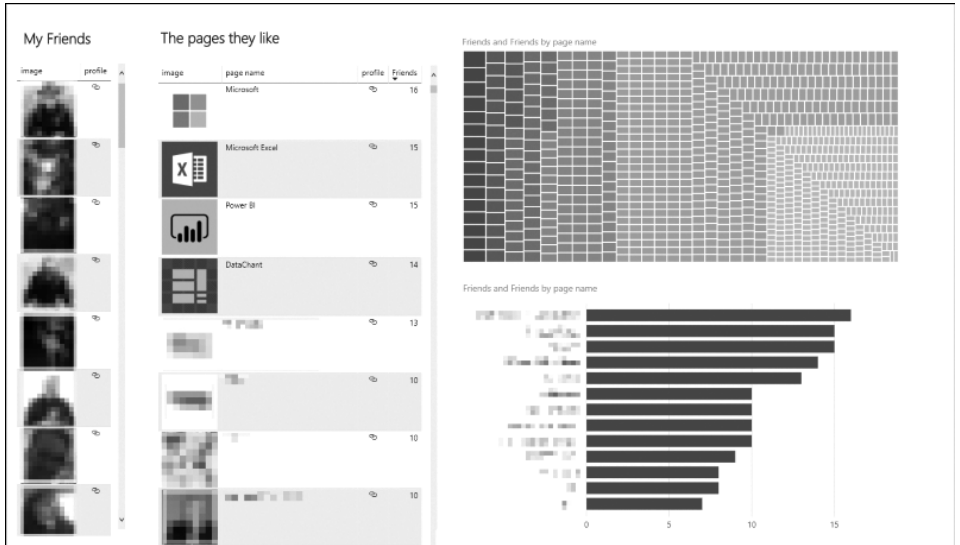 My Friends
image profile
The pages they like
image page name profile Friends
Microsoft 16
Microsoft Excel 15
Power BI 15
DataChant 14
13
10
10
10
Friends and Friends by page name
Friends and Friends by page name
0 5 10 15